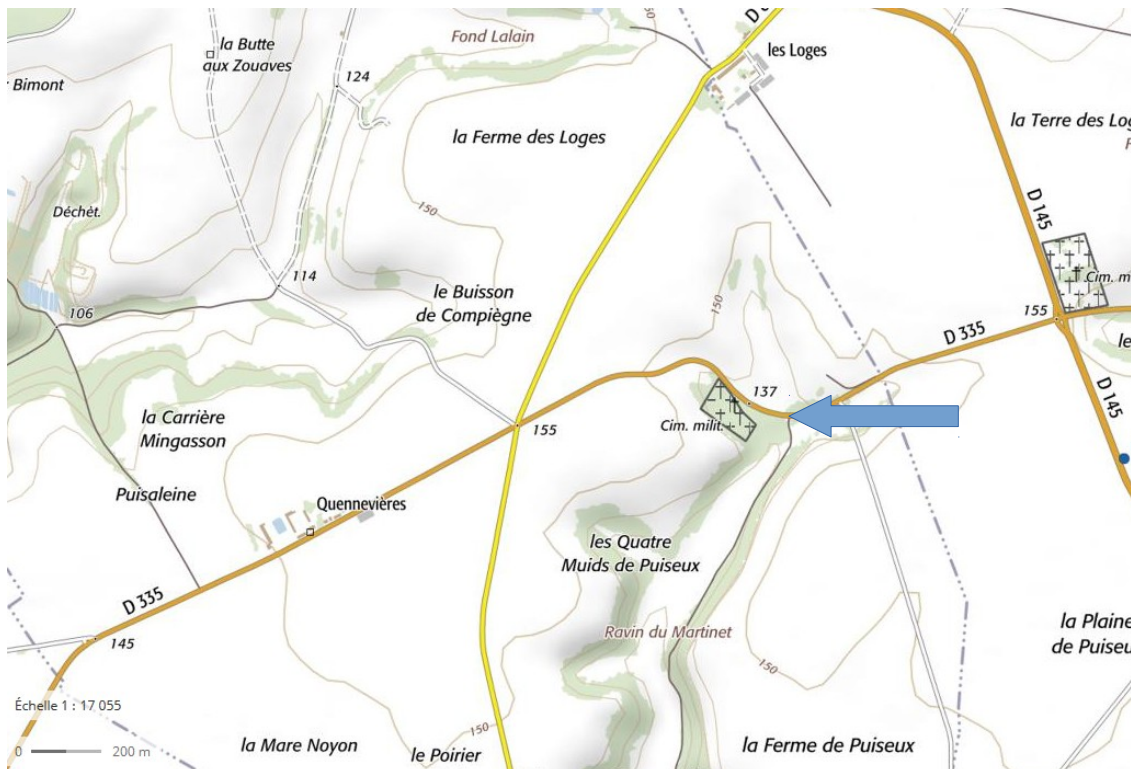 Fond Lalain
D
la Butte
aux Zouaves
les Loges
Bimont
124
la Ferme des Loges
la Terre des Log
D 145
150
Déchèt.
114
le Buisson
de Compiègne
106
150
Cim. m
155
D 335
le
D 145
137
la Carrière
Mingasson
155
Cim. milit.
Puisaleine
Quennevières
les Quatre
Muids de Puiseux
D 335
Ravin du Martinet
la Plaine
de Puiseu
145
150
Échelle 1 : 17 055
0 200 m
150
la Mare Noyon
le Poirier
la Ferme de Puiseux